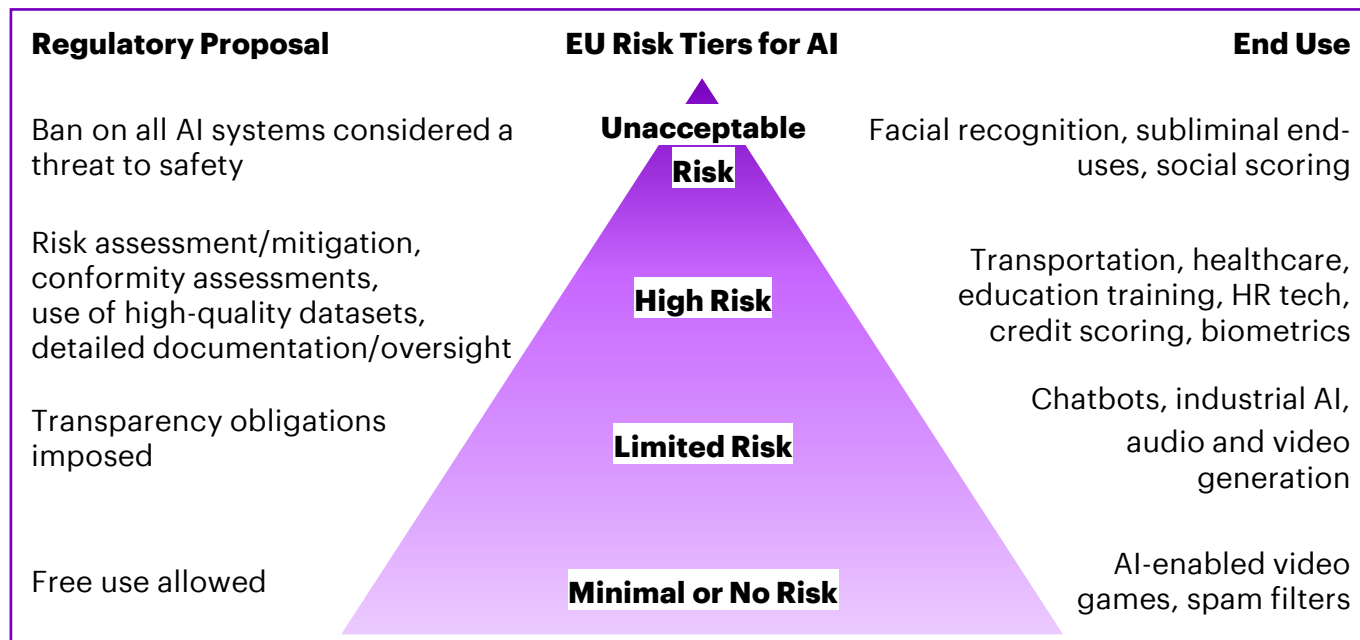 Regulatory Proposal
EU Risk Tiers for AI
End Use
Ban on all AI systems considered a
threat to safety
Unacceptable
Risk
Facial recognition, subliminal end-
uses, social scoring
Risk assessment/mitigation,
conformity assessments,
use of high-quality datasets,
detailed documentation/oversight
High Risk
Transportation, healthcare,
education training, HR tech,
credit scoring, biometrics
Transparency obligations
imposed
Limited Risk
Chatbots, industrial AI,
audio and video
generation
Free use allowed
Minimal or No Risk
AI-enabled video
games, spam filters